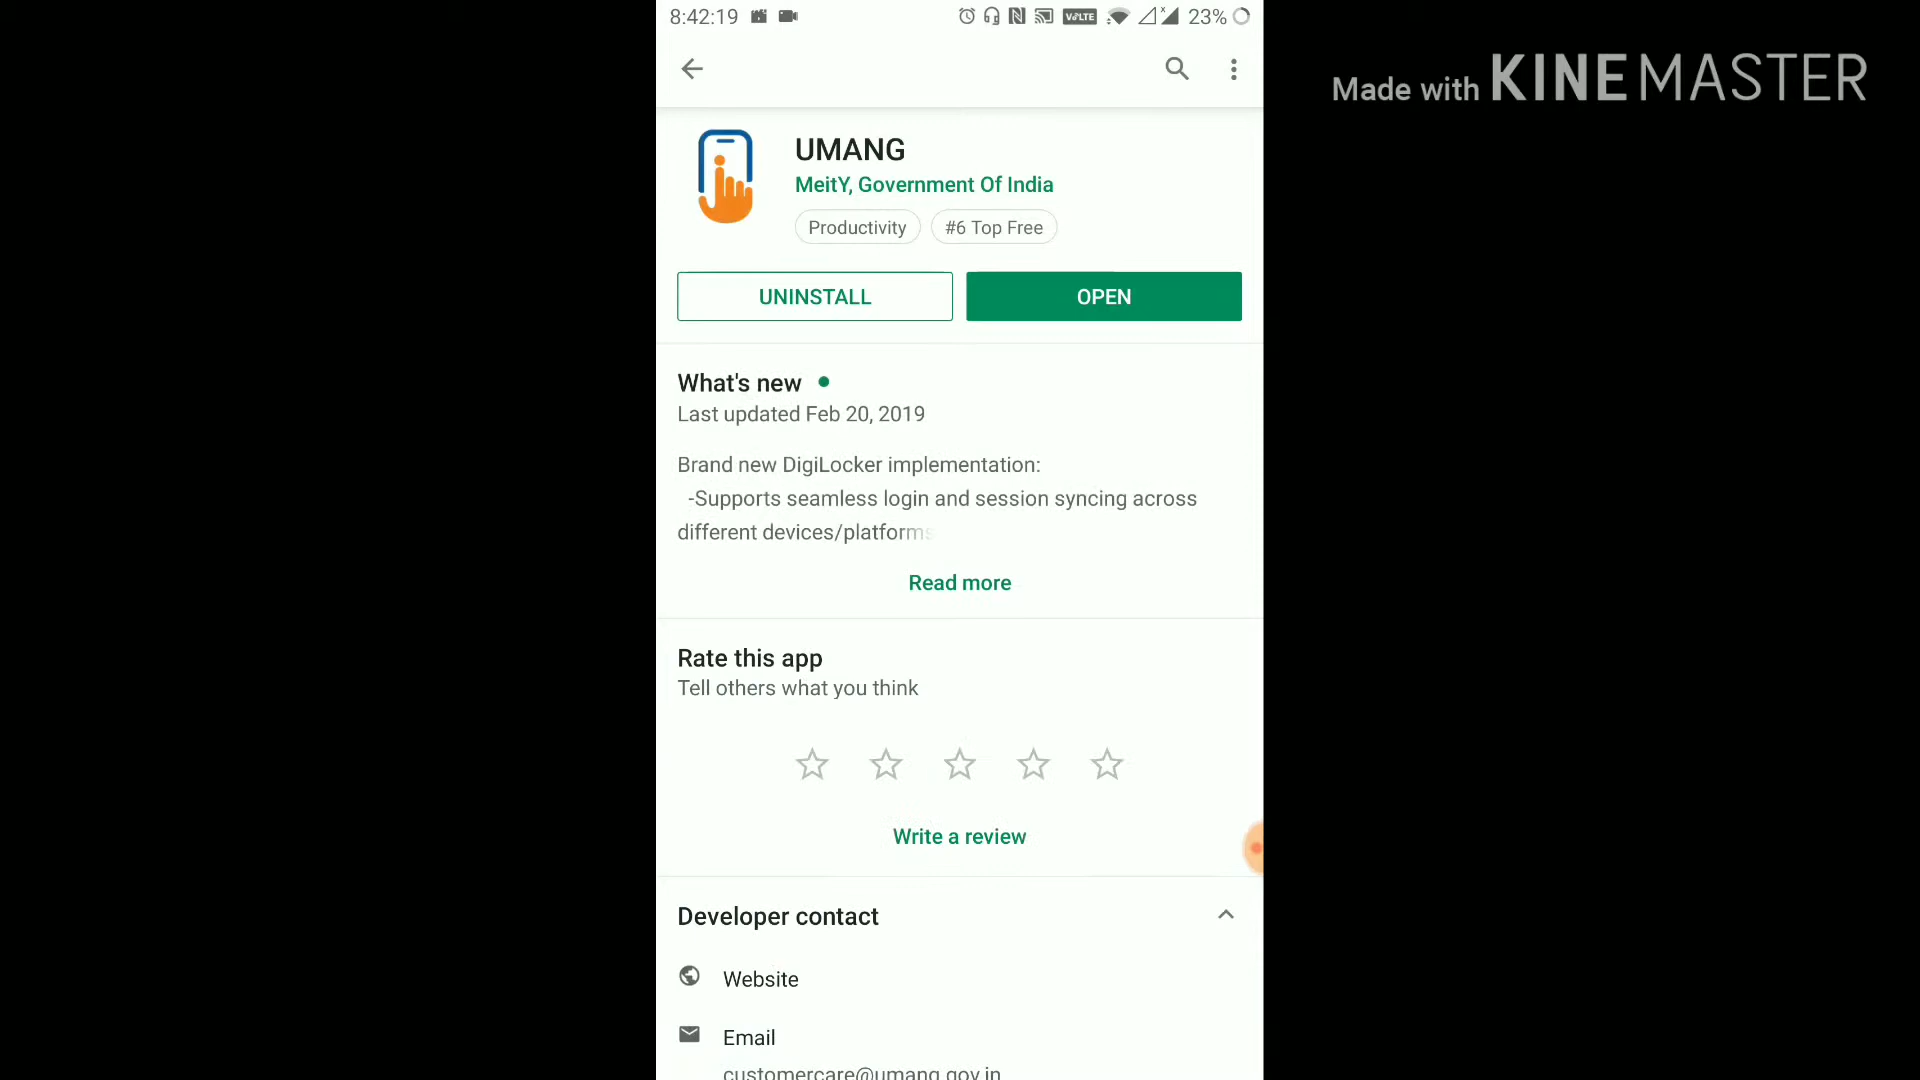 8:42:19
VoLTE
23%
Made with KINEMASTER
UMANG
MeitY, Government Of India
Productivity
#6 Top Free
UNINSTALL
OPEN
What's new
Last updated Feb 20, 2019
Brand new DigiLocker implementation:
-Supports seamless login and session syncing across
different devices/platforms
Read more
Rate this app
Tell others what you think
Write a review
Developer contact
Website
Email
customercare@umang.gov.in